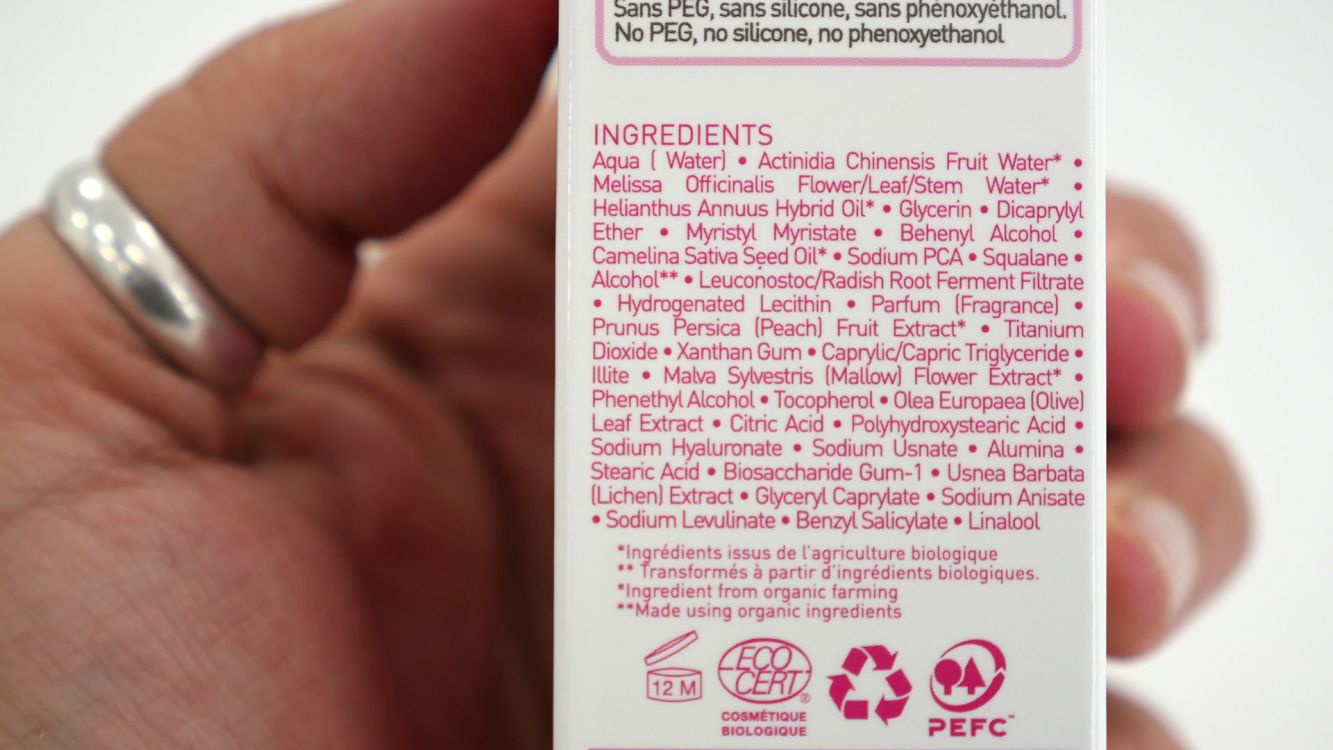 Sans PEG, sans silicone, sans phénoxyéthanol.
No PEG, no silicone, no phenoxyethanol
INGREDIENTS
Aqua ( Water) • Actinidia Chinensis Fruit Water* •
Melissa Officinalis Flower/Leaf/Stem Water* •
Helianthus Annuus Hybrid Oil* • Glycerin • Dicaprylyl
Ether • Myristyl Myristate • Behenyl Alcohol •
Camelina Sativa Seed Oil* • Sodium PCA • Squalane •
Alcohol** • Leuconostoc/Radish Root Ferment Filtrate
• Hydrogenated Lecithin • Parfum (Fragrance) •
Prunus Persica (Peach) Fruit Extract* • Titanium
Dioxide • Xanthan Gum • Caprylic/Capric Triglyceride •
Illite • Malva Sylvestris (Mallow) Flower Extract* •
Phenethyl Alcohol • Tocopherol • Olea Europaea (Olive)
Leaf Extract • Citric Acid • Polyhydroxystearic Acid •
Sodium Hyaluronate • Sodium Usnate • Alumina •
Stearic Acid • Biosaccharide Gum-1 • Usnea Barbata
(Lichen) Extract • Glyceryl Caprylate • Sodium Anisate
• Sodium Levulinate • Benzyl Salicylate • Linalool
*Ingrédients issus de l'agriculture biologique
** Transformés à partir d'ingrédients biologiques.
*Ingredient from organic farming
**Made using organic ingredients
12 M
ECO
CERT®
COSMÉTIQUE
BIOLOGIQUE
PEFC™